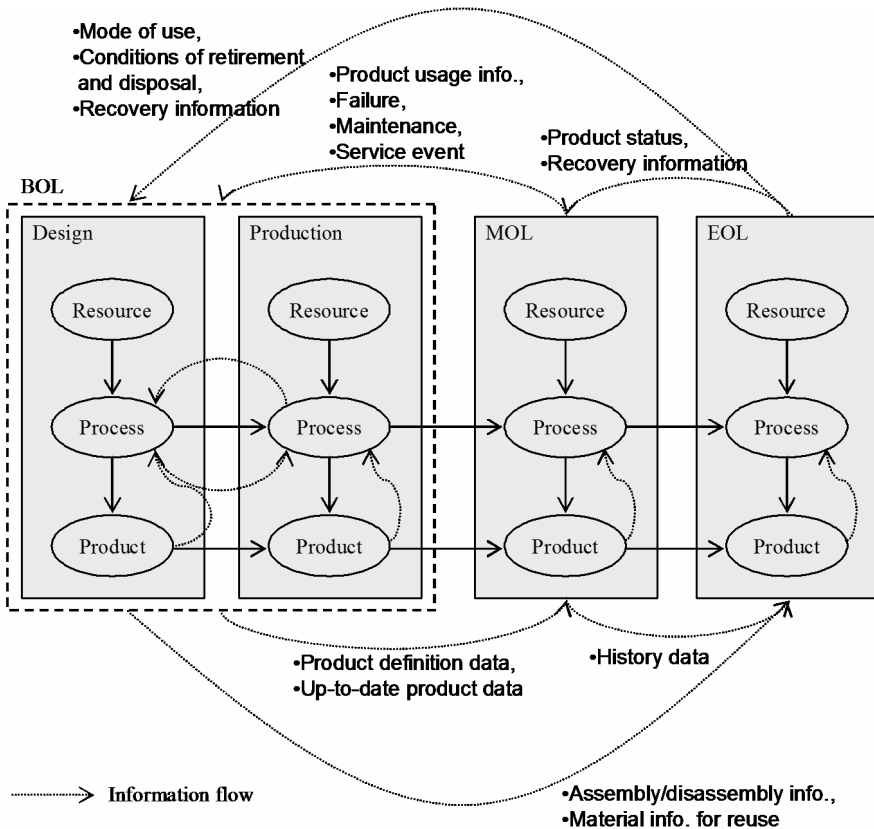 •Mode of use,
•Conditions of retirement
and disposal,
•Recovery information
•Product usage info.,
•Failure,
•Maintenance,
•Service event
•Product status,
•Recovery information
BOL
Design
Production
MOL
EOL
Resource
Resource
Resource
Resource
Process
Process
Process
Process
Product
Product
Product
Product
•Product definition data,
•Up-to-date product data
•History data
Information flow
•Assembly/disassembly info.,
•Material info. for reuse